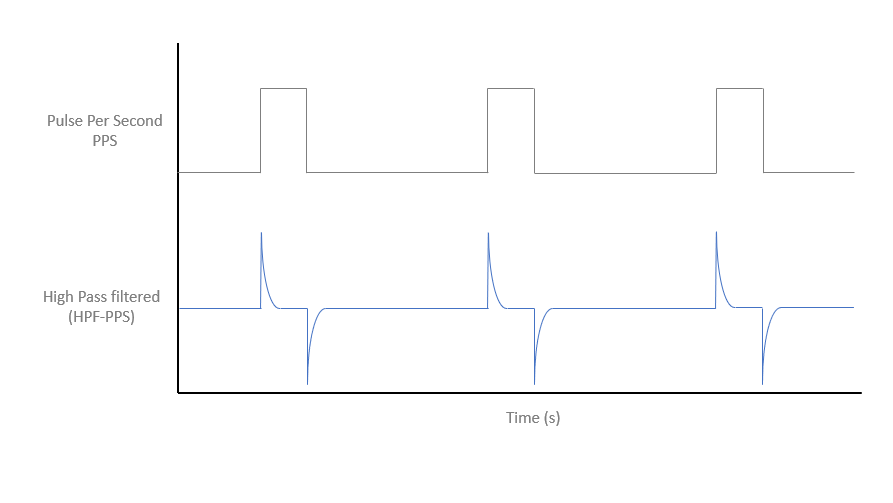 Pulse Per Second
PPS
High Pass filtered
(HPF-PPS)
Time (s)